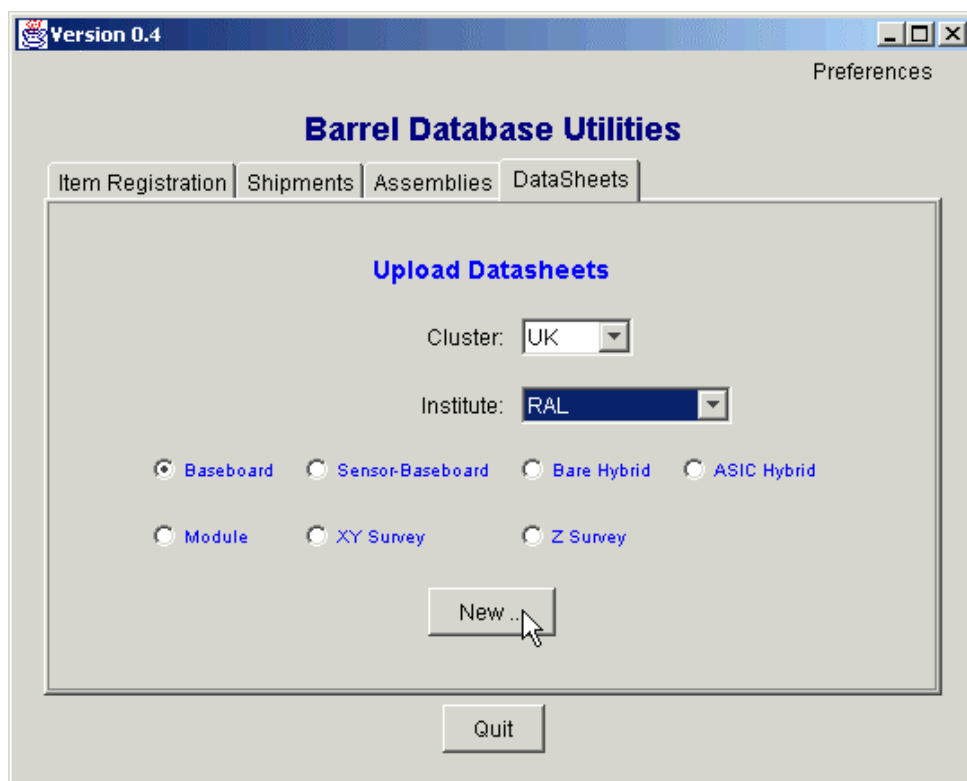 Version 0.4
Preferences
Barrel Database Utilities
Item Registration Shipments Assemblies DataSheets
Upload Datasheets
Cluster: UK
Institute: RAL
Baseboard Sensor-Baseboard Bare Hybrid ASIC Hybrid
Module XY Survey Z Survey
New ..
Quit